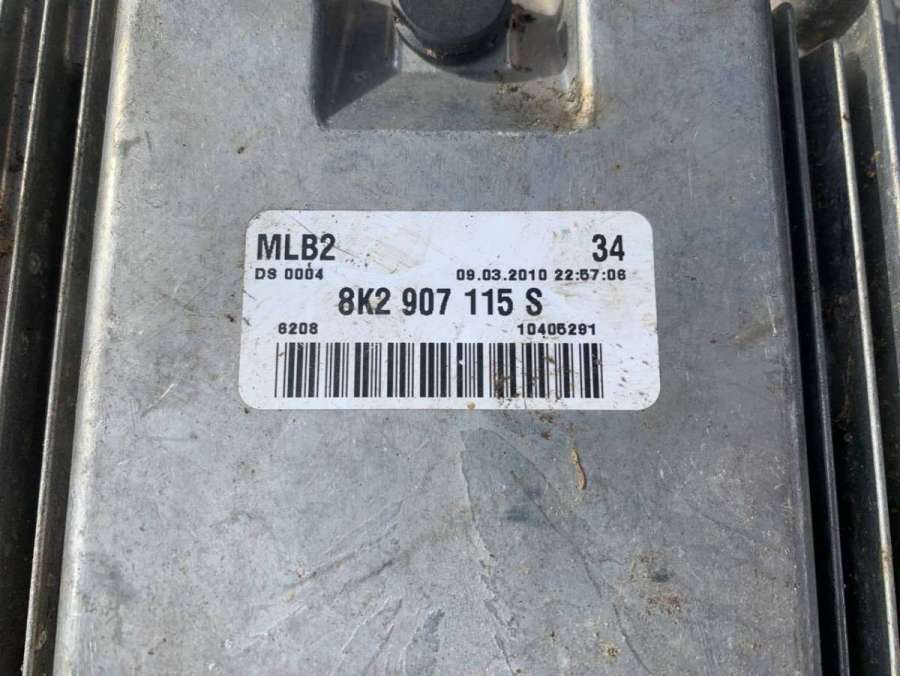 MLB2 34
DS 0004 09.03.2010 22:57:06
8K2 907 115 S
6208 10405291